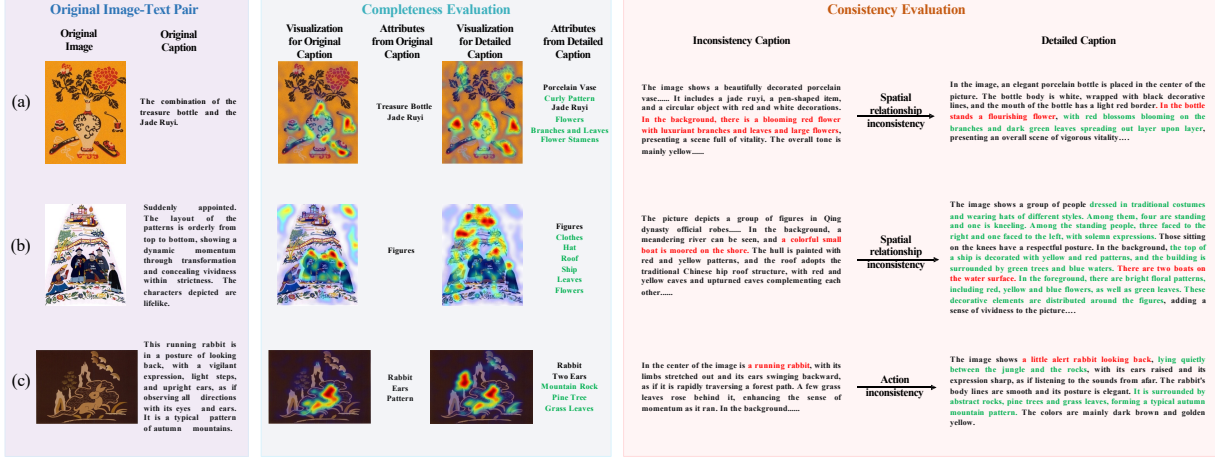 Original Image-Text Pair
Completeness Evaluation
Consistency Evaluation
Original
Image
Original
Caption
Visualization
for Original
Caption
Attributes
from Original
Caption
Visualization
for Detailed
Caption
Attributes
from Detailed
Caption
Inconsistency Caption
Detailed Caption
(a)
The combination of the
treasure bottle and the
Jade Ruyi.
Treasure Bottle
Jade Ruyi
Porcelain Vase
Curly Pattern
Jade Ruyi
Flowers
Branches and Leaves
Flower Stamens
The image shows a beautifully decorated porcelain
vase...... It includes a jade ruyi, a pen-shaped item,
and a circular object with red and white decorations.
In the background, there is a blooming red flower
with luxuriant branches and leaves and large flowers,
presenting a scene full of vitality. The overall tone is
mainly yellow......
Spatial
relationship
inconsistency
In the image, an elegant porcelain bottle is placed in the center of the
picture. The bottle body is white, wrapped with black decorative
lines, and the mouth of the bottle has a light red border. In the bottle
stands a flourishing flower, with red blossoms blooming on the
branches and dark green leaves spreading out layer upon layer,
presenting an overall scene of vigorous vitality....
(b)
Suddenly appointed.
The layout of the
patterns is orderly from
top to bottom, showing a
dynamic momentum
through transformation
and concealing vividness
within strictness. The
characters depicted are
lifelike.
Figures
Figures
Clothes
Hat
Roof
Ship
Leaves
Flowers
The picture depicts a group of figures in Qing
dynasty official robes...... In the background, a
meandering river can be seen, and a colorful small
boat is moored on the shore. The hull is painted with
red and yellow patterns, and the roof adopts the
traditional Chinese hip roof structure, with red and
yellow eaves and upturned eaves complementing each
other......
Spatial
relationship
inconsistency
The image shows a group of people dressed in traditional costumes
and wearing hats of different styles. Among them, four are standing
and one is kneeling. Among the standing people, three faced to the
right and one faced to the left, with solemn expressions. Those sitting
on the knees have a respectful posture. In the background, the top of
a ship is decorated with yellow and red patterns, and the building is
surrounded by green trees and blue waters. There are two boats on
the water surface. In the foreground, there are bright floral patterns,
including red, yellow and blue flowers, as well as green leaves. These
decorative elements are distributed around the figures, adding a
sense of vividness to the picture....
(c)
This running rabbit is
in a posture of looking
back, with a vigilant
expression, light steps,
and upright ears, as if
observing all directions
with its eyes and ears.
It is a typical pattern
of autumn mountains.
Rabbit
Ears
Pattern
Rabbit
Two Ears
Mountain Rock
Pine Tree
Grass Leaves
In the center of the image is a running rabbit, with its
limbs stretched out and its ears swinging backward,
as if it is rapidly traversing a forest path. A few grass
leaves rose behind it, enhancing the sense of
momentum as it ran. In the background......
Action
inconsistency
The image shows a little alert rabbit looking back, lying quietly
between the jungle and the rocks, with its ears raised and its
expression sharp, as if listening to the sounds from afar. The rabbit's
body lines are smooth and its posture is elegant. It is surrounded by
abstract rocks, pine trees and grass leaves, forming a typical autumn
mountain pattern. The colors are mainly dark brown and golden
yellow.